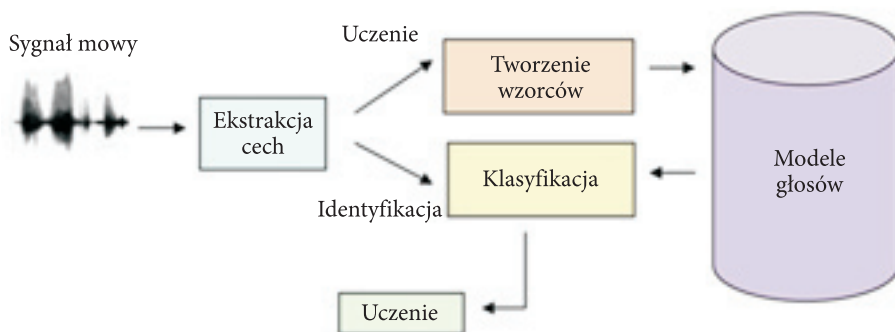 Sygnał mowy
Uczenie
Tworzenie
wzorców
Ekstrakcja
cech
Klasyfikacja
Modele
głosów
Identyfikacja
Uczenie